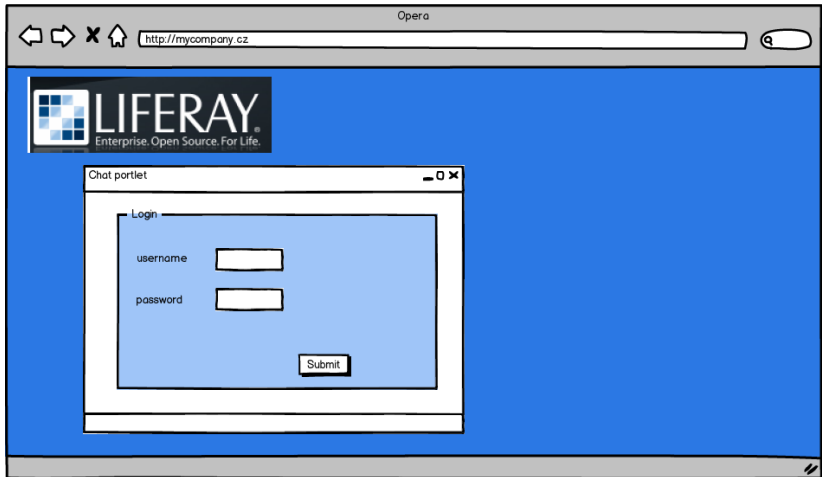 Opera
http://mycompany.cz
LIFERAY.
Enterprise. Open Source. For Life.
Chat portlet
Login
username
password
Submit